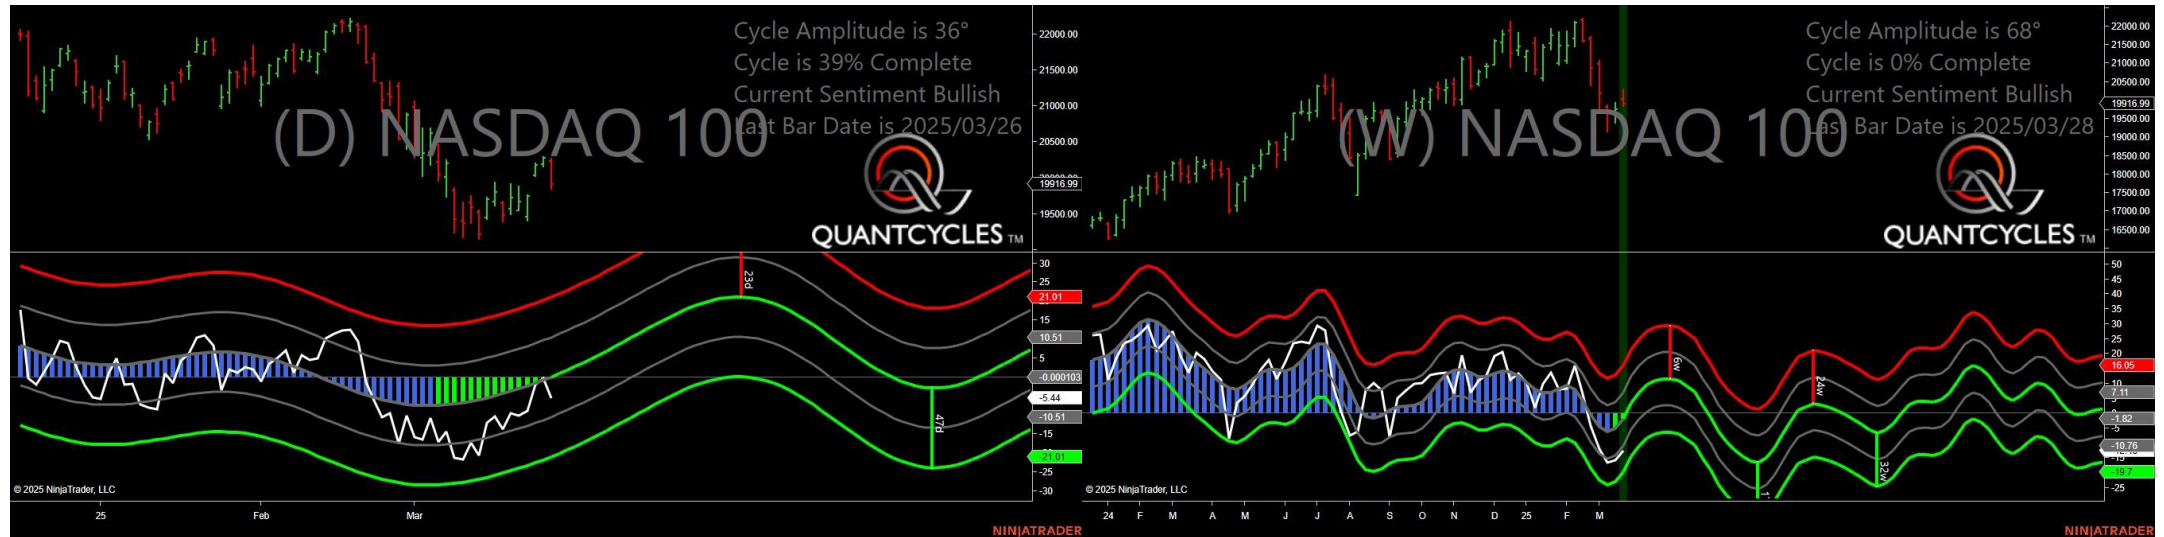 Cycle Amplitude is 36°
Cycle is 39% Complete
Current Sentiment Bullish
Last Bar Date is 2025/03/26
(D) NASDAQ 100
QUANTCYCLES TM
22000.00
21500.00
21000.00
20500.00
19916.99
19500.00
23d
47d
30
25
21.01
15
10.51
5
-0.000103
-5.44
-10.51
-15
-21.01
-25
-30
© 2025 NinjaTrader, LLC
25
Feb
Mar
NINJATRADER
Cycle Amplitude is 68°
Cycle is 0% Complete
Current Sentiment Bullish
Last Bar Date is 2025/03/28
(W) NASDAQ 100
QUANTCYCLES TM
22000.00
21500.00
21000.00
20500.00
19916.99
19500.00
19000.00
18500.00
18000.00
17500.00
17000.00
16500.00
6w
24w
32w
50
45
40
35
30
25
20
16.05
10
7.11
-1.82
-5
-10.76
-19.7
-25
© 2025 NinjaTrader, LLC
24
F
M
A
M
J
J
A
S
O
N
D
25
F
M
NINJATRADER